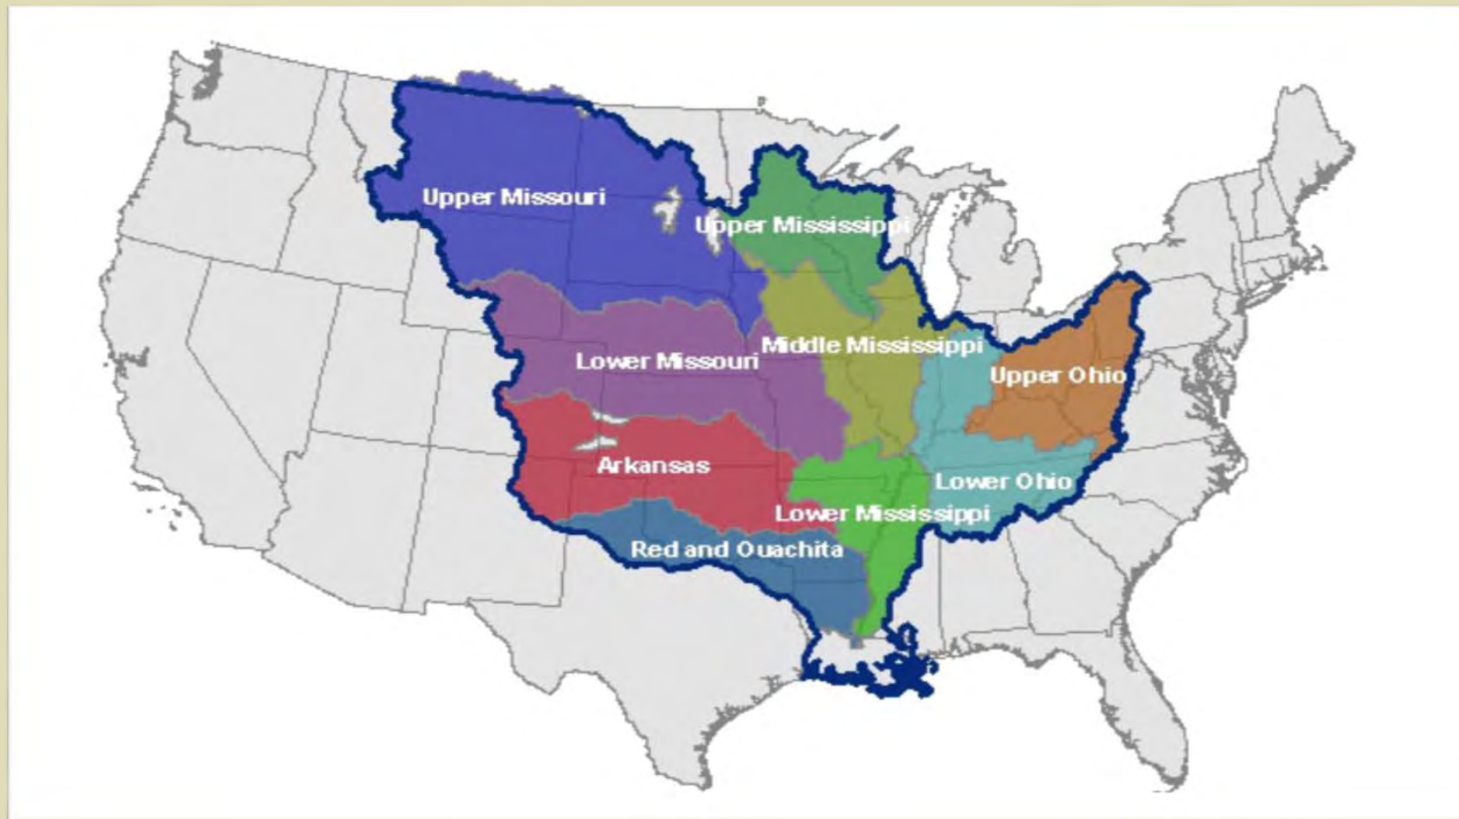 Upper Missouri
Upper Mississippi
Middle Mississippi
Lower Missouri
Upper Ohio
Arkansas
Lower Ohio
Lower Mississippi
Red and Ouachita